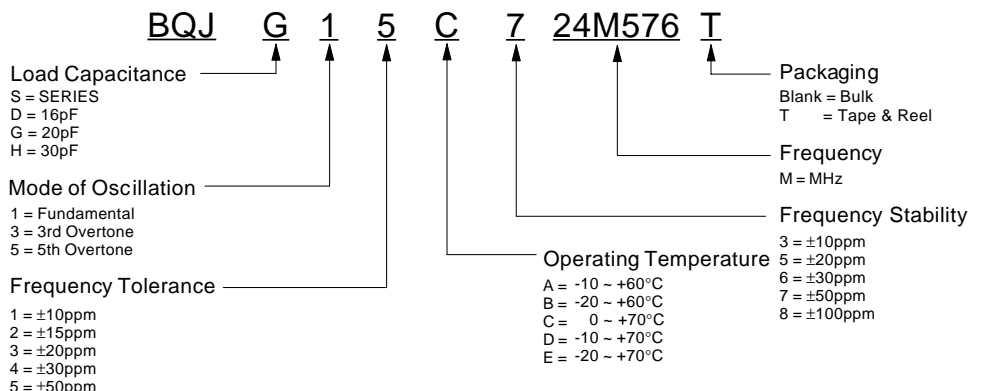 BQJ G 1 5 C 7 24M576 T
Load Capacitance
S = SERIES
D = 16pF
G = 20pF
H = 30pF
Mode of Oscillation
1 = Fundamental
3 = 3rd Overtone
5 = 5th Overtone
Frequency Tolerance
1 = ±10ppm
2 = ±15ppm
3 = ±20ppm
4 = ±30ppm
5 = ±50ppm
Operating Temperature
A = -10 ~ +60°C
B = -20 ~ +60°C
C = 0 ~ +70°C
D = -10 ~ +70°C
E = -20 ~ +70°C
Packaging
Blank = Bulk
T = Tape & Reel
Frequency
M = MHz
Frequency Stability
3 = ±10ppm
5 = ±20ppm
6 = ±30ppm
7 = ±50ppm
8 = ±100ppm